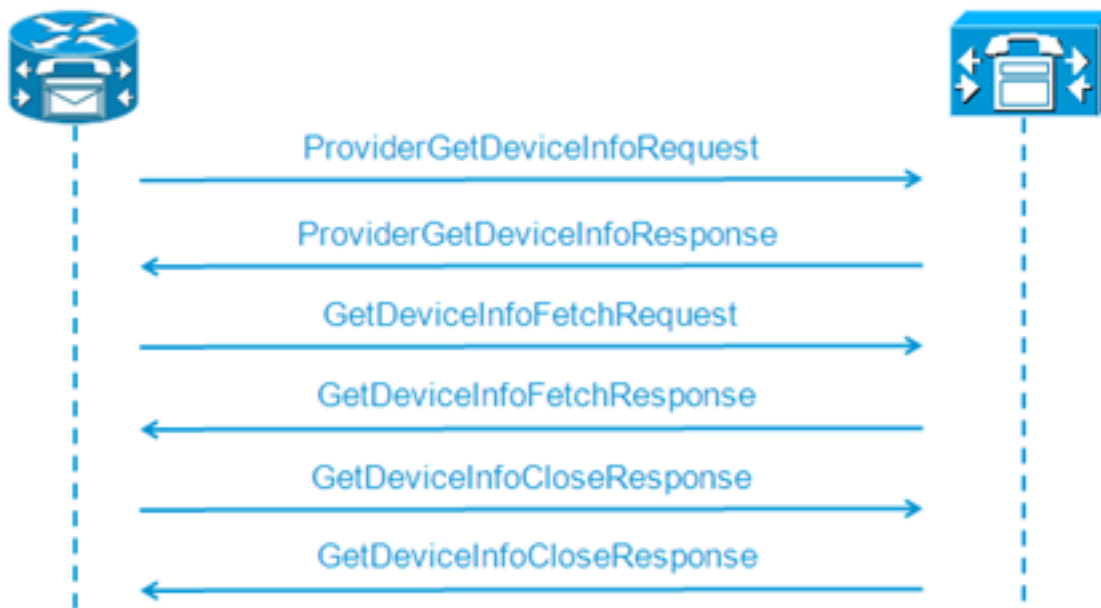 ProviderGetDeviceInfoRequest
ProviderGetDeviceInfoResponse
GetDeviceInfoFetchRequest
GetDeviceInfoFetchResponse
GetDeviceInfoCloseResponse
GetDeviceInfoCloseResponse